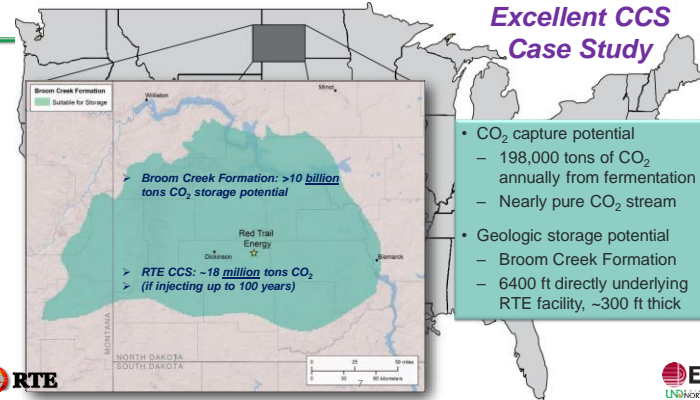 Excellent CCS
Case Study
Broom Creek Formation
Suitable for Storage
Williston
Minot
➢ Broom Creek Formation: >10 billion
tons CO2 storage potential
Red Trail
Energy
Dickinson
Bismarck
➢ RTE CCS: ~18 million tons CO2
➢ (if injecting up to 100 years)
MONTANA
NORTH DAKOTA
SOUTH DAKOTA
0 25 50 miles
0 30 60 kilometers
• CO2 capture potential
– 198,000 tons of CO2
annually from fermentation
– Nearly pure CO2 stream
• Geologic storage potential
– Broom Creek Formation
– 6400 ft directly underlying
RTE facility, ~300 ft thick
RTE
7
E